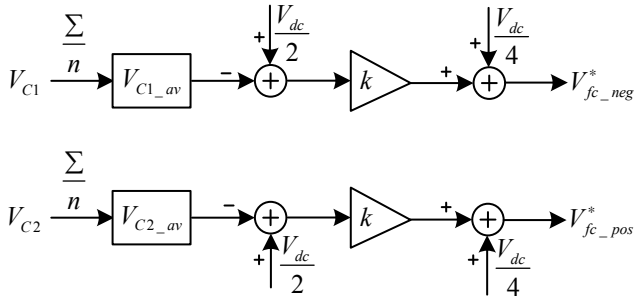 Σ/n
V_{dc}/2
V_{dc}/4
V_{C1}
V_{C1_av}
−
+
+
k
+
+
+
V*_{fc_neg}
Σ/n
V_{C2}
V_{C2_av}
−
+
+
k
+
+
+
V*_{fc_pos}
V_{dc}/2
V_{dc}/4